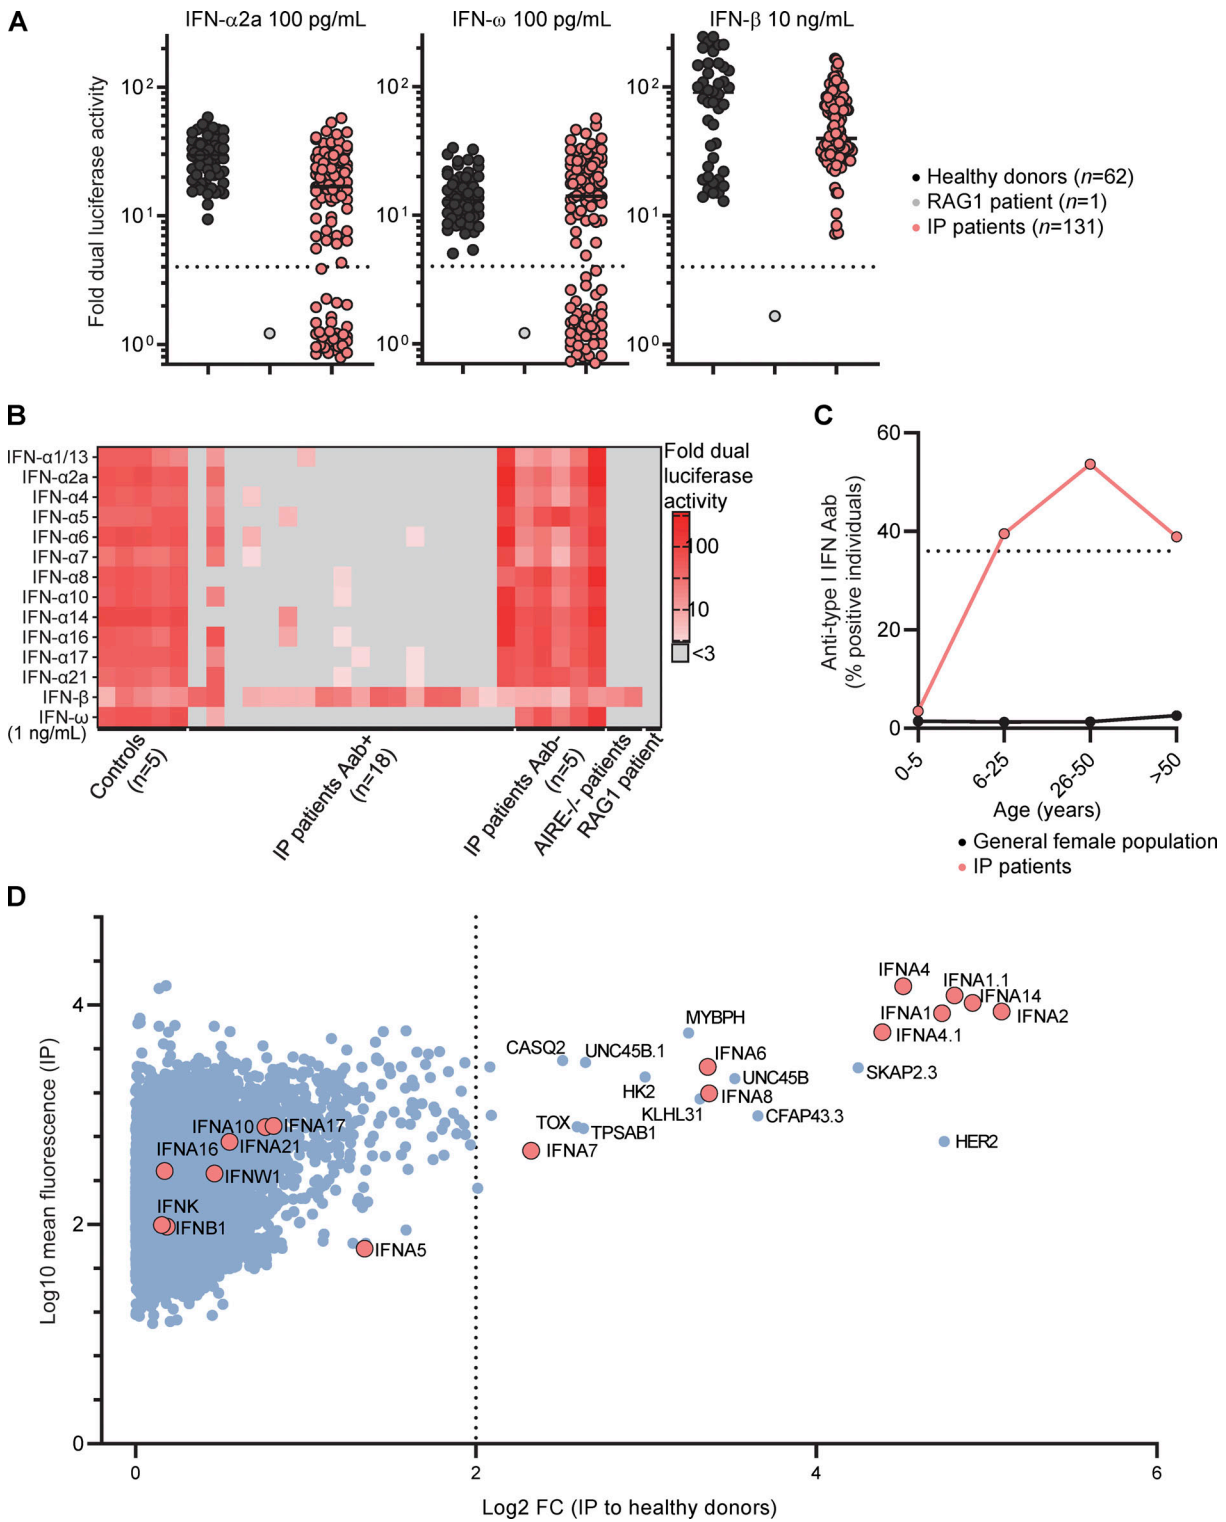 A
IFN-α2a 100 pg/mL
IFN-ω 100 pg/mL
IFN-β 10 ng/mL
Fold dual luciferase activity
10²
10¹
10⁰
10²
10¹
10⁰
10²
10¹
10⁰
Healthy donors (n=62)
RAG1 patient (n=1)
IP patients (n=131)
B
IFN-α1/13
IFN-α2a
IFN-α4
IFN-α5
IFN-α6
IFN-α7
IFN-α8
IFN-α10
IFN-α14
IFN-α16
IFN-α17
IFN-α21
IFN-β
IFN-ω
(1 ng/mL)
Controls
(n=5)
IP patients Aab+
(n=18)
IP patients Aab-
(n=5)
AIRE-/- patients
RAG1 patient
Fold dual
luciferase
activity
100
10
<3
C
Anti-type I IFN Aab
(% positive individuals)
60
40
20
0
0-5
6-25
26-50
>50
Age (years)
General female population
IP patients
D
Log10 mean fluorescence (IP)
4
2
0
0
2
4
6
Log2 FC (IP to healthy donors)
IFNA4
IFNA1.1
IFNA14
IFNA1
IFNA2
IFNA4.1
MYBPH
CASQ2
UNC45B.1
IFNA6
SKAP2.3
UNC45B
HK2
IFNA8
KLHL31
CFAP43.3
TOX
TPSAB1
HER2
IFNA7
IFNA10
IFNA17
IFNA21
IFNA16
IFNW1
IFNK
IFNB1
IFNA5